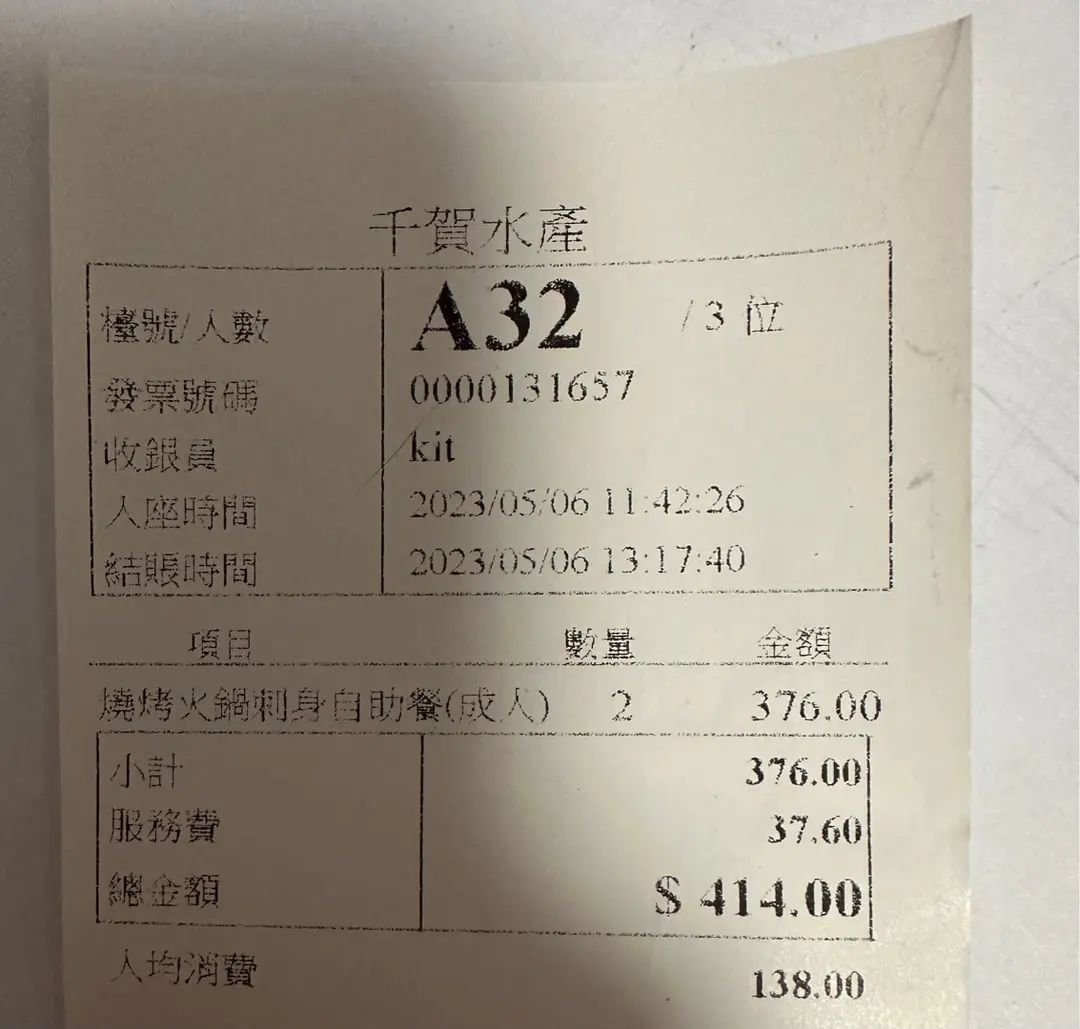 千賀水產
檯號/人數 A32 /3 位
發票號碼 0000131657
收銀員 kit
入座時間 2023/05/06 11:42:26
結賬時間 2023/05/06 13:17:40
項目 數量 金額
燒烤火鍋刺身自助餐(成人) 2 376.00
小計 376.00
服務費 37.60
總金額 $ 414.00
人均消費 138.00